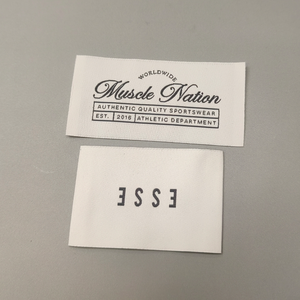 WORLDWIDE
Muscle Nation
AUTHENTIC QUALITY SPORTSWEAR
EST. 2016 ATHLETIC DEPARTMENT
ESSE